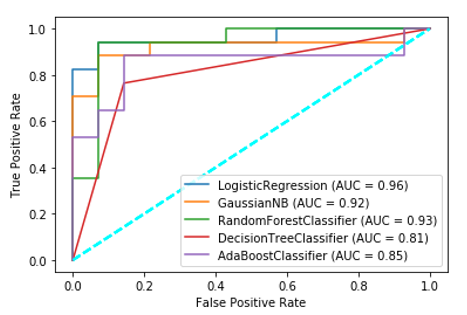 1.0
0.8
0.6
0.4
0.2
0.0
True Positive Rate
LogisticRegression (AUC = 0.96)
GaussianNB (AUC = 0.92)
RandomForestClassifier (AUC = 0.93)
DecisionTreeClassifier (AUC = 0.81)
AdaBoostClassifier (AUC = 0.85)
0.0 0.2 0.4 0.6 0.8 1.0
False Positive Rate